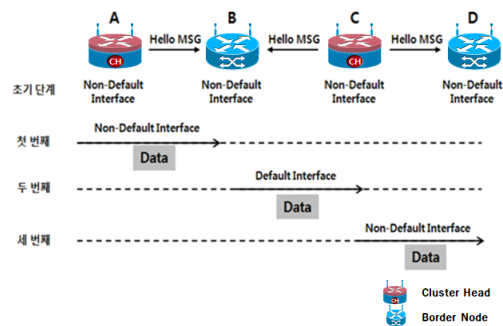 A B C D
Hello MSG Hello MSG Hello MSG
CH CH
조기 단계
Non-Default Interface Non-Default Interface Non-Default Interface Non-Default Interface
첫 번째
Non-Default Interface
Data
두 번째
Default Interface
Data
세 번째
Non-Default Interface
Data
CH Cluster Head
Border Node